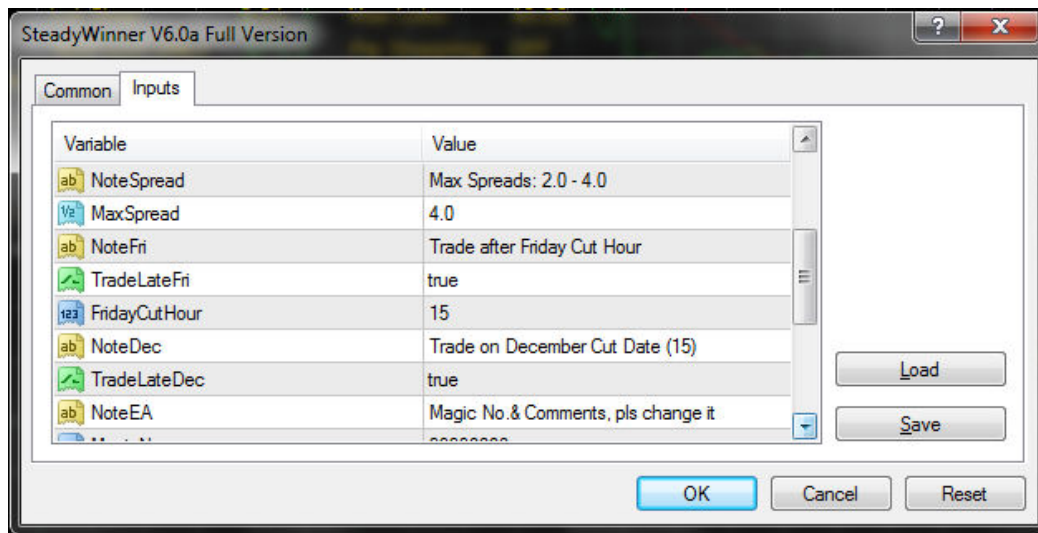 SteadyWinner V6.0a Full Version
Common Inputs
Variable Value
NoteSpread Max Spreads: 2.0 - 4.0
MaxSpread 4.0
NoteFri Trade after Friday Cut Hour
TradeLateFri true
FridayCutHour 15
NoteDec Trade on December Cut Date (15)
TradeLateDec true
NoteEA Magic No.& Comments, pls change it
Load
Save
OK Cancel Reset